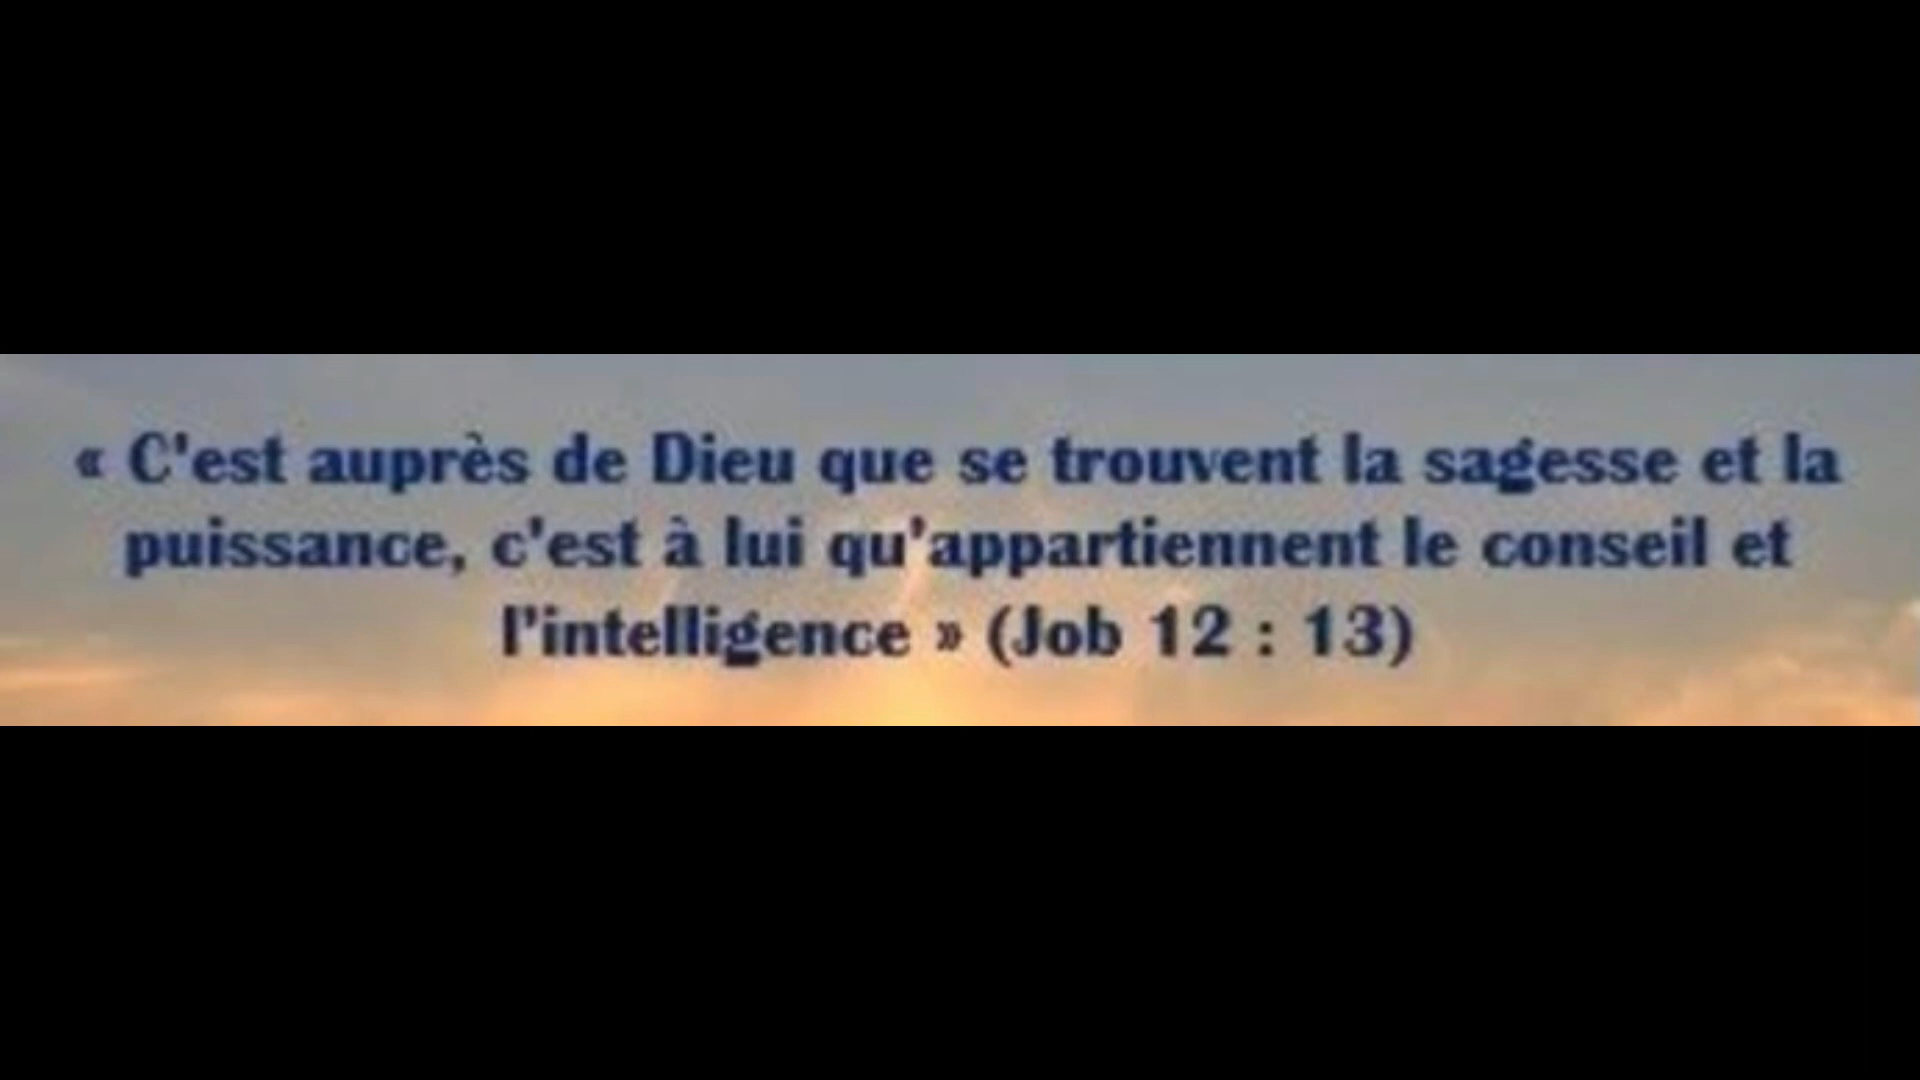 « C'est auprès de Dieu que se trouvent la sagesse et la
puissance, c'est à lui qu'appartiennent le conseil et
l'intelligence » (Job 12 : 13)